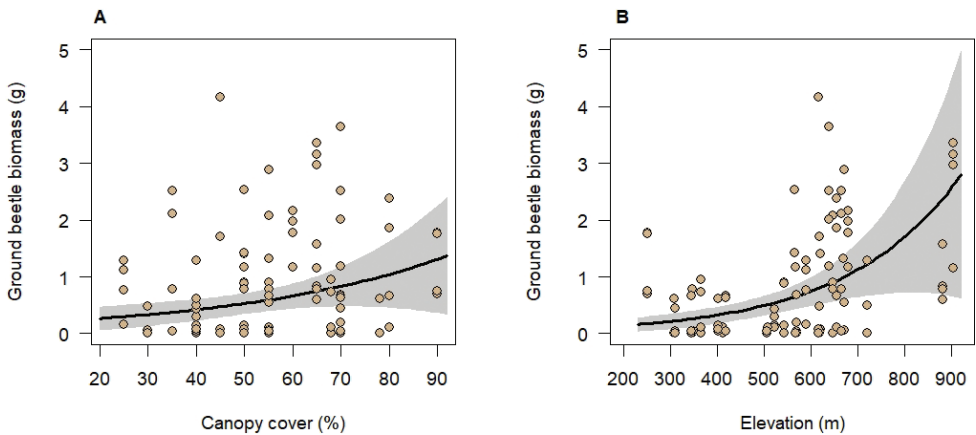 A
Ground beetle biomass (g)
5
4
3
2
1
0
20 30 40 50 60 70 80 90
Canopy cover (%)
B
Ground beetle biomass (g)
5
4
3
2
1
0
200 300 400 500 600 700 800 900
Elevation (m)